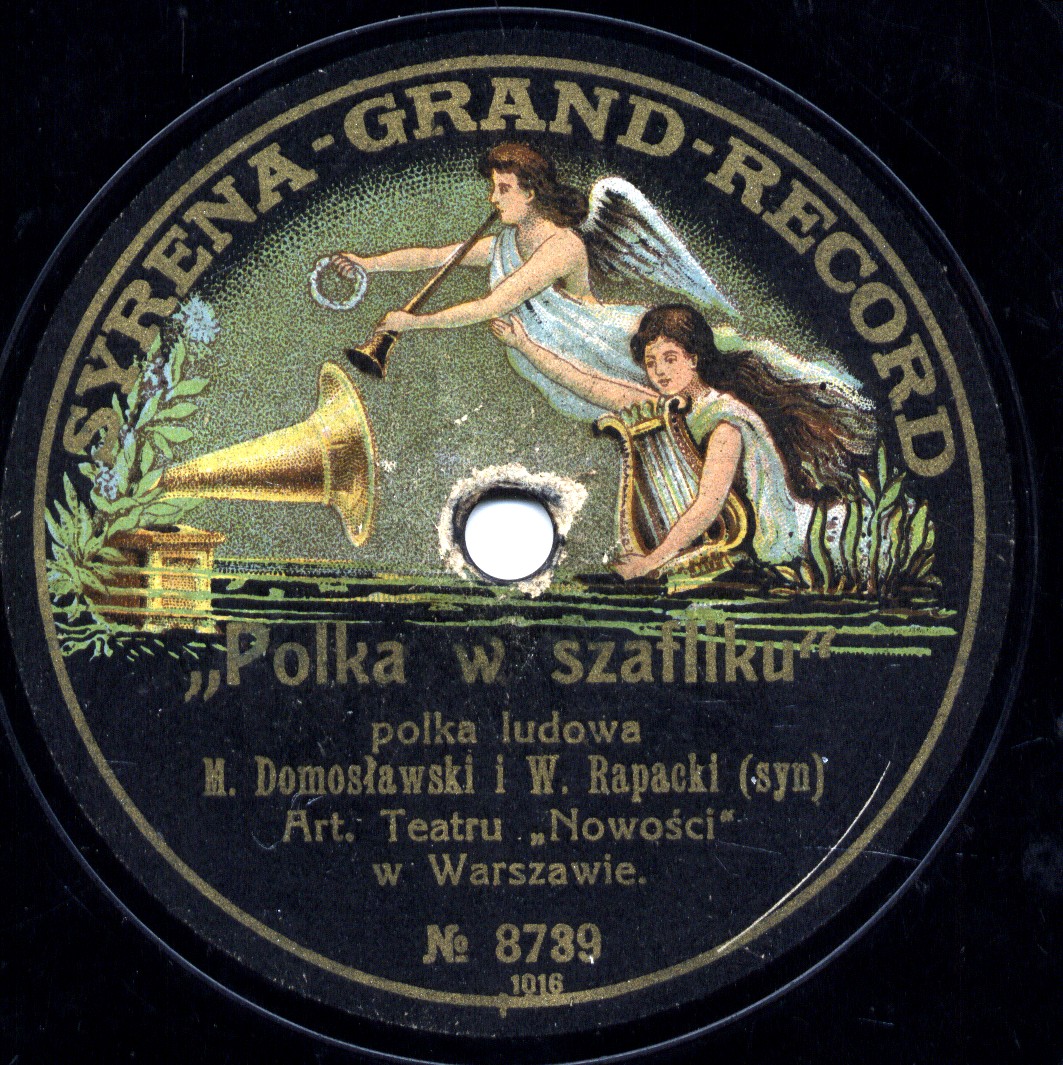 SYRENA-GRAND-RECORD
„Polka w szafliku“
polka ludowa
M. Domosławski i W. Rapacki (syn)
Art. Teatru „Nowości“
w Warszawie.
№ 8739
1016